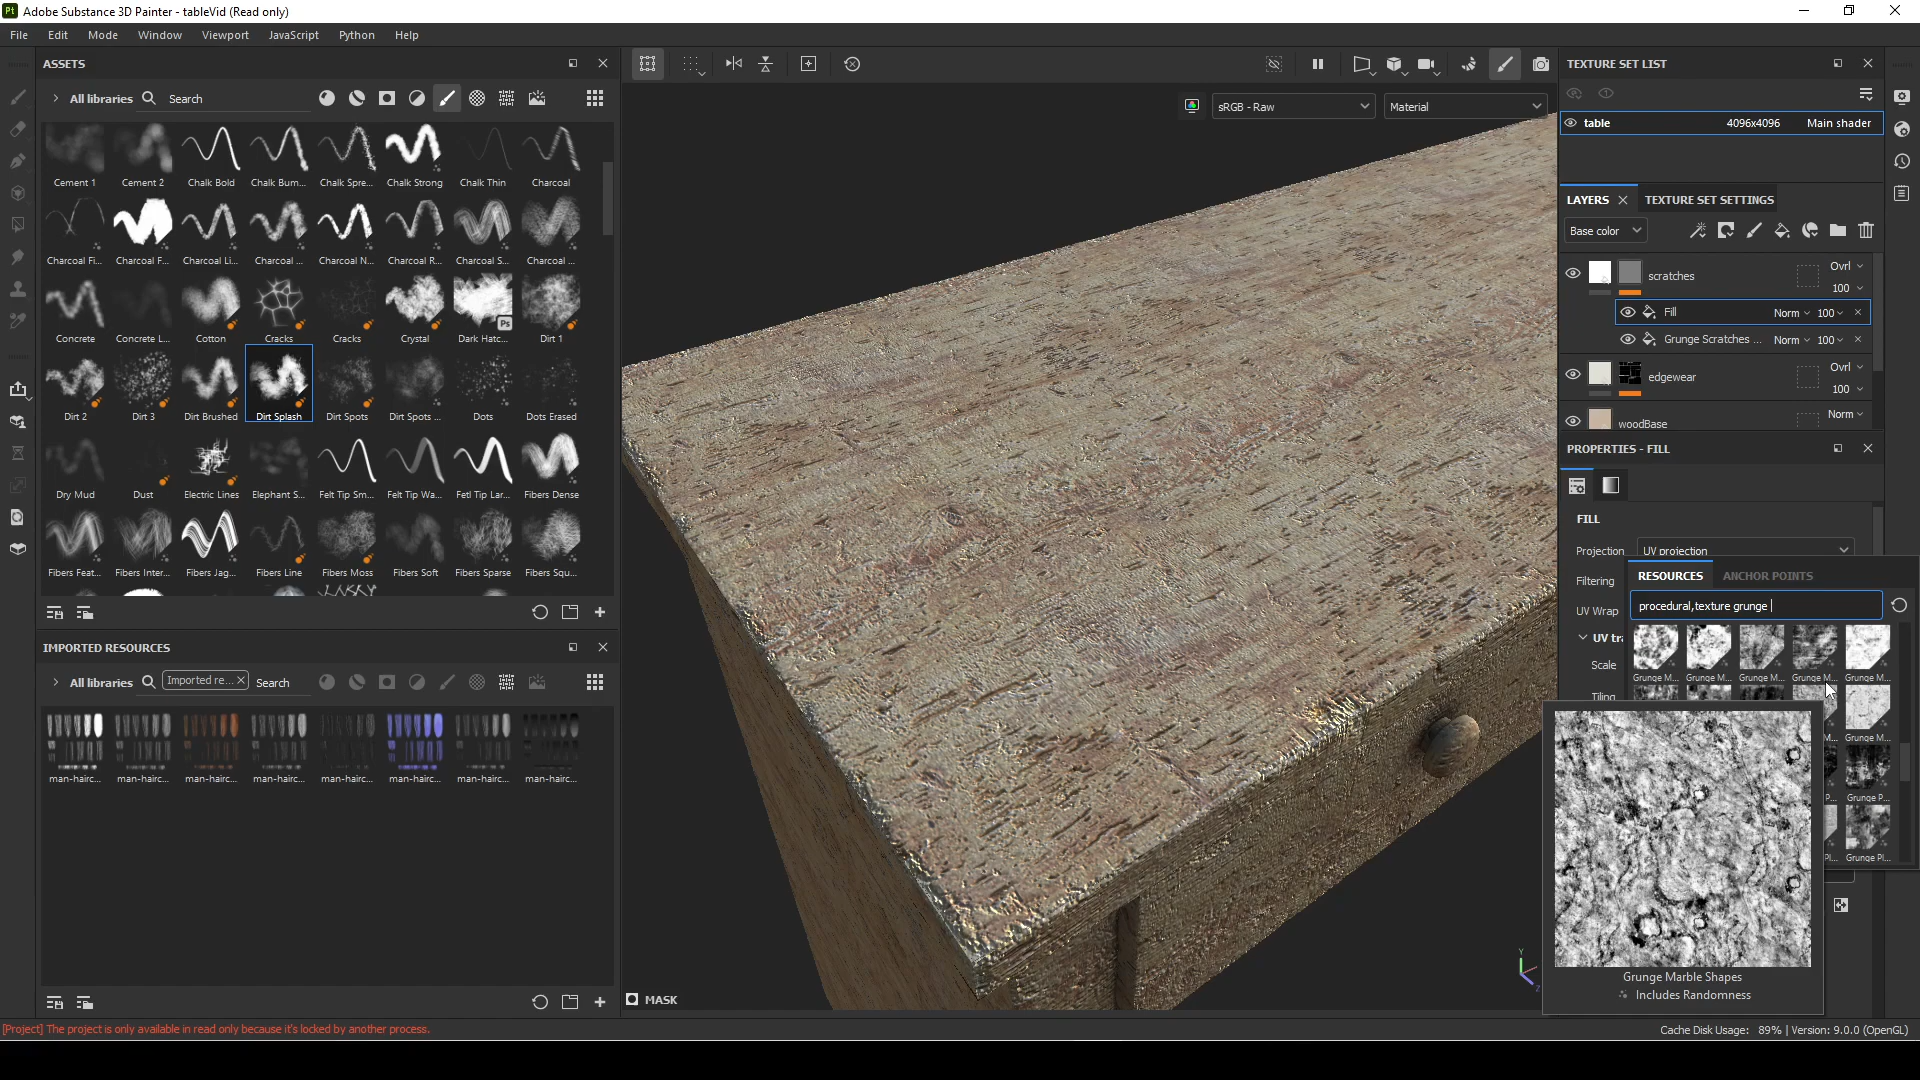 Pt Adobe Substance 3D Painter - tableVid (Read only)
File Edit Mode Window Viewport JavaScript Python Help
ASSETS
All libraries Search
Cement 1 Cement 2 Chalk Bold Chalk Bum... Chalk Spre... Chalk Strong Chalk Thin Charcoal
Charcoal Fi... Charcoal F... Charcoal Li... Charcoal ... Charcoal N... Charcoal R... Charcoal S... Charcoal ...
Ps
Concrete Concrete L... Cotton Cracks Cracks Crystal Dark Hatc... Dirt 1
Dirt 2 Dirt 3 Dirt Brushed Dirt Splash Dirt Spots Dirt Spots ... Dots Dots Erased
Dry Mud Dust Electric Lines Elephant S... Felt Tip Sm... Felt Tip Wa... Fetl Tip Lar... Fibers Dense
Fibers Feat... Fibers Inter... Fibers Jag... Fibers Line Fibers Moss Fibers Soft Fibers Sparse Fibers Squ...
IMPORTED RESOURCES
All libraries Imported re... Search
man-hairc... man-hairc... man-hairc... man-hairc... man-hairc... man-hairc... man-hairc... man-hairc...
sRGB - Raw Material
MASK
Y
Z
TEXTURE SET LIST
table 4096x4096 Main shader
LAYERS TEXTURE SET SETTINGS
Base color
scratches Ovrl 100
Fill Norm 100
Grunge Scratches ... Norm 100
edgewear Ovrl 100
woodBase Norm
PROPERTIES - FILL
FILL
Projection UV projection
Filtering
UV Wrap
UV tra
Scale
Tiling
RESOURCES ANCHOR POINTS
procedural,texture grunge
Grunge M... Grunge M... Grunge M... Grunge M... Grunge M...
M... Grunge M...
P... Grunge P...
Pl... Grunge Pl...
Grunge Marble Shapes
Includes Randomness
[Project] The project is only available in read only because it's locked by another process.
Cache Disk Usage: 89% | Version: 9.0.0 (OpenGL)